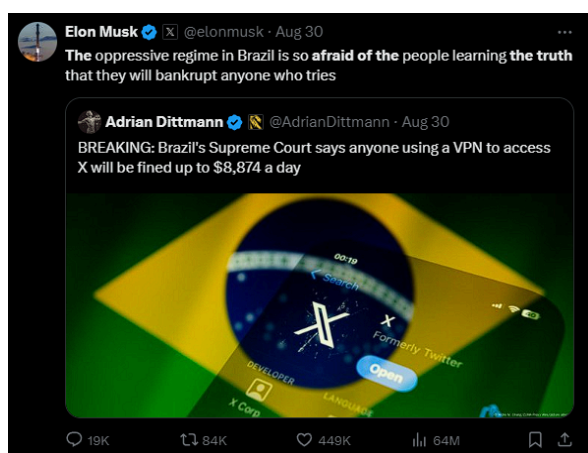 Elon Musk X @elonmusk · Aug 30
The oppressive regime in Brazil is so afraid of the people learning the truth
that they will bankrupt anyone who tries
Adrian Dittmann @AdrianDittmann · Aug 30
BREAKING: Brazil's Supreme Court says anyone using a VPN to access
X will be fined up to $8,874 a day
00:19
Search
X
Formerly Twitter
Open
DEVELOPER
X Corp
LANGUAGE
19K 84K 449K 64M